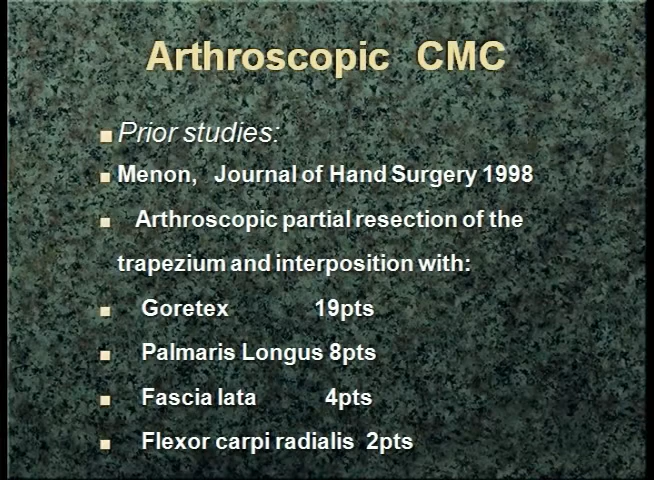 Arthroscopic CMC
Prior studies:
Menon, Journal of Hand Surgery 1998
Arthroscopic partial resection of the
trapezium and interposition with:
Goretex 19pts
Palmaris Longus 8pts
Fascia lata 4pts
Flexor carpi radialis 2pts